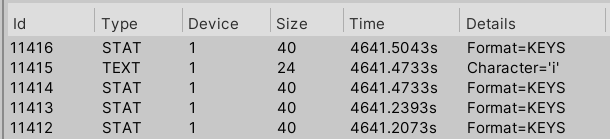 Id Type Device Size Time Details
11416 STAT 1 40 4641.5043s Format=KEYS
11415 TEXT 1 24 4641.4733s Character='i'
11414 STAT 1 40 4641.4733s Format=KEYS
11413 STAT 1 40 4641.2393s Format=KEYS
11412 STAT 1 40 4641.2073s Format=KEYS